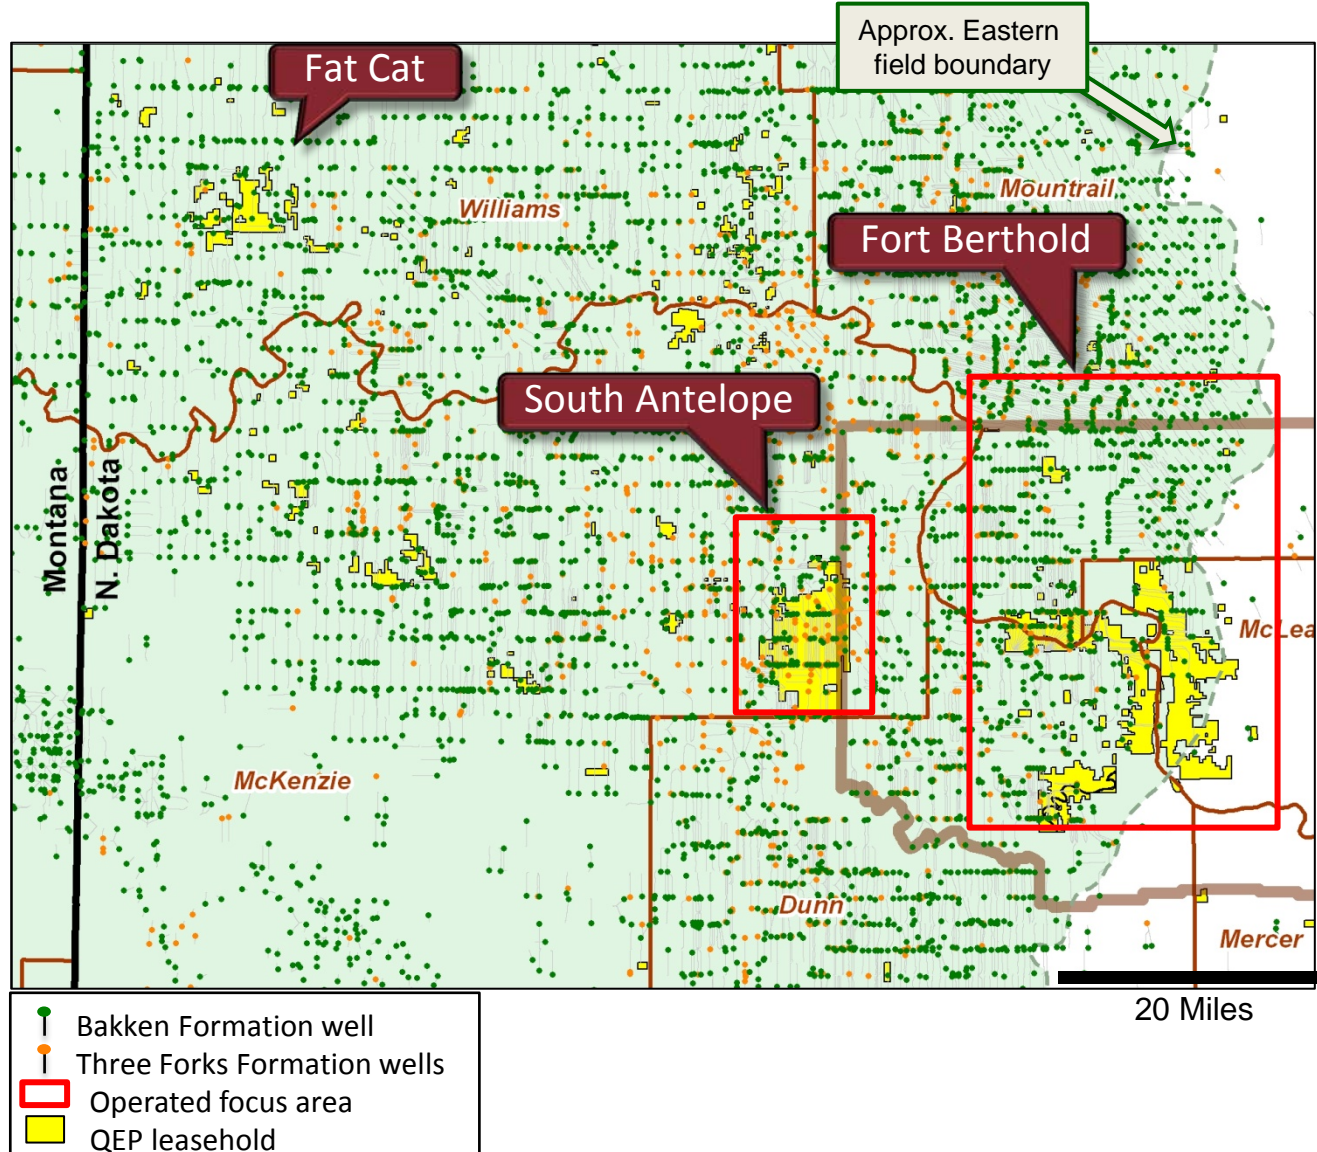 Approx. Eastern
field boundary
Fat Cat
Williams
Mountrail
Fort Berthold
South Antelope
Montana
N. Dakota
McLea
McKenzie
Dunn
Mercer
20 Miles
Bakken Formation well
Three Forks Formation wells
Operated focus area
QEP leasehold